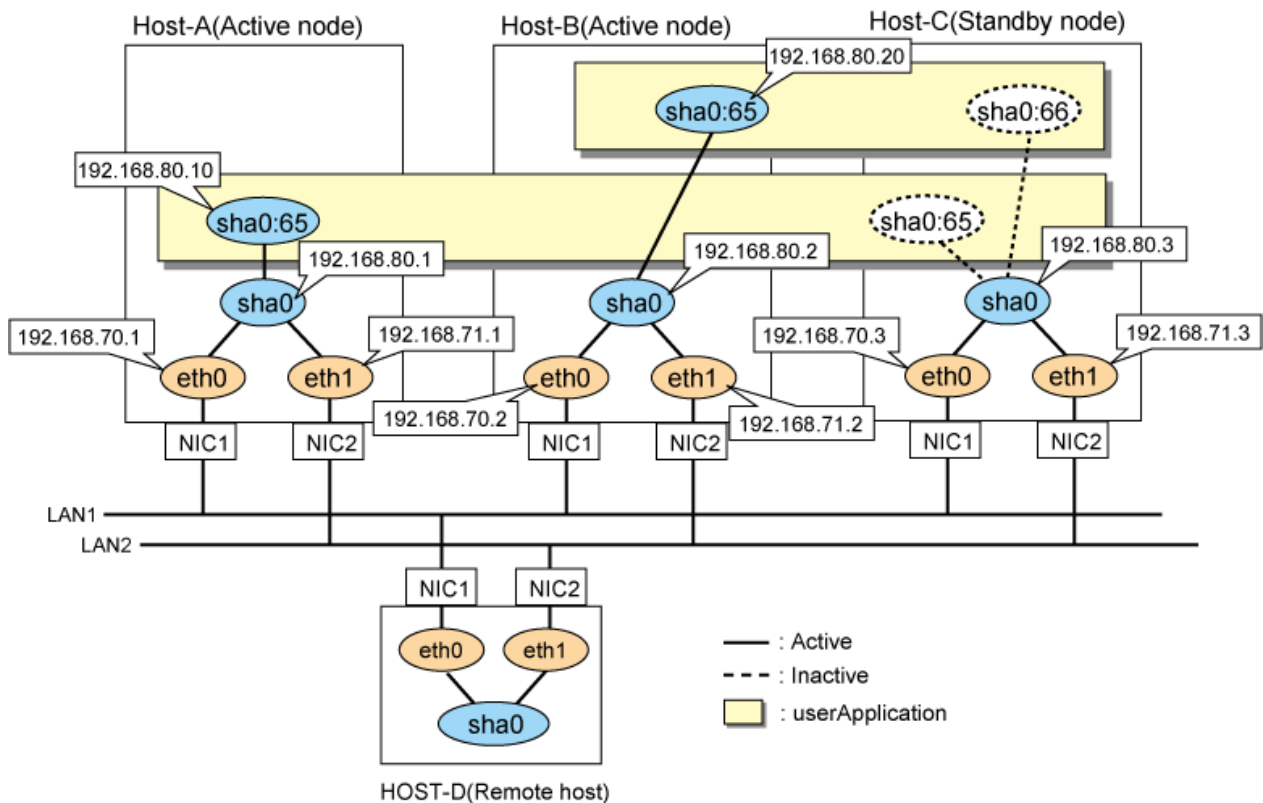 Host-A(Active node)
Host-B(Active node)
Host-C(Standby node)
192.168.80.20
sha0:65
sha0:66
192.168.80.10
sha0:65
sha0:65
192.168.80.1
192.168.80.2
192.168.80.3
sha0
sha0
sha0
192.168.70.1
192.168.71.1
192.168.70.3
192.168.71.3
eth0
eth1
eth0
eth1
eth0
eth1
192.168.70.2
192.168.71.2
NIC1
NIC2
NIC1
NIC2
NIC1
NIC2
LAN1
LAN2
NIC1
NIC2
eth0
eth1
sha0
HOST-D(Remote host)
: Active
: Inactive
: userApplication